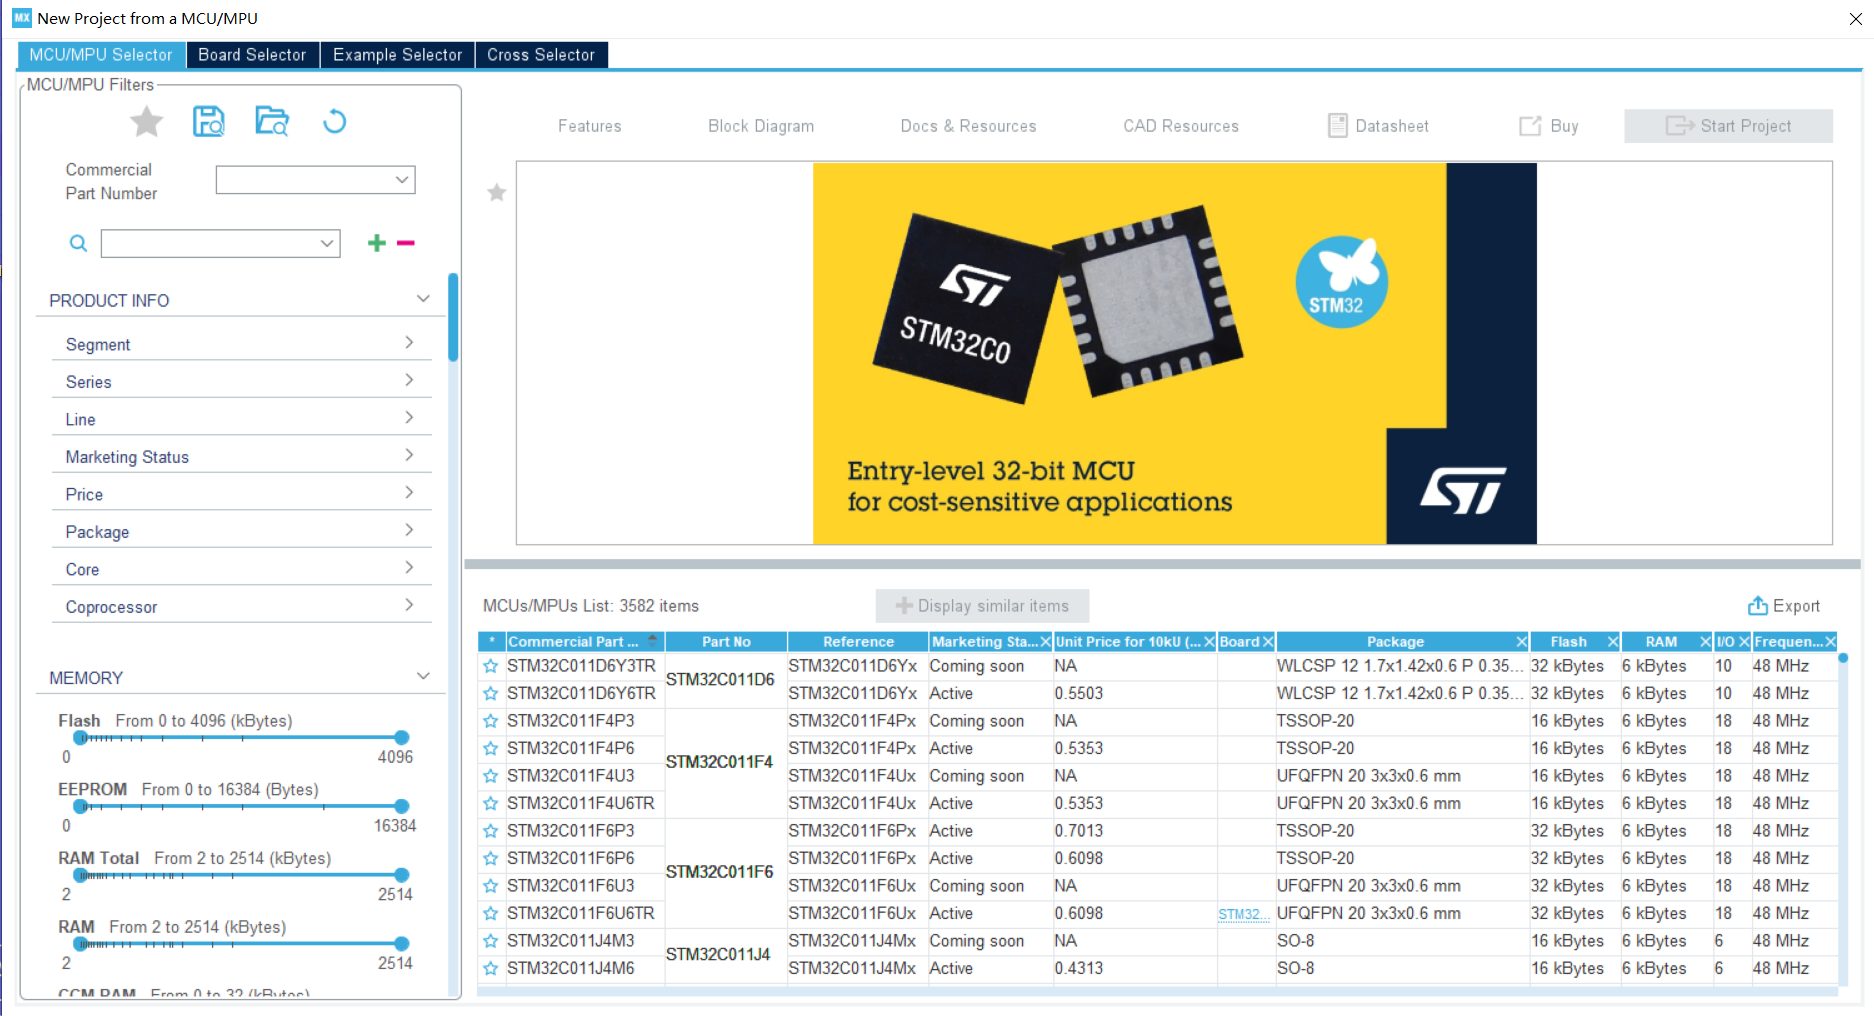 MX New Project from a MCU/MPU
MCU/MPU Selector Board Selector Example Selector Cross Selector
MCU/MPU Filters
Features Block Diagram Docs & Resources CAD Resources Datasheet Buy Start Project
Commercial
Part Number
PRODUCT INFO
Segment
Series
Line
Marketing Status
Price
Package
Core
Coprocessor
MEMORY
Flash From 0 to 4096 (kBytes)
0 4096
EEPROM From 0 to 16384 (Bytes)
0 16384
RAM Total From 2 to 2514 (kBytes)
2 2514
RAM From 2 to 2514 (kBytes)
2 2514
CCM RAM From 0 to 32 (kBytes)
ST
STM32C0
STM32
Entry-level 32-bit MCU
for cost-sensitive applications
ST
MCUs/MPUs List: 3582 items Display similar items Export
* Commercial Part ... Part No Reference Marketing Sta... Unit Price for 10kU (... Board Package Flash RAM I/O Frequen...
STM32C011D6Y3TR STM32C011D6 STM32C011D6Yx Coming soon NA WLCSP 12 1.7x1.42x0.6 P 0.35... 32 kBytes 6 kBytes 10 48 MHz
STM32C011D6Y6TR STM32C011D6Yx Active 0.5503 WLCSP 12 1.7x1.42x0.6 P 0.35... 32 kBytes 6 kBytes 10 48 MHz
STM32C011F4P3 STM32C011F4 STM32C011F4Px Coming soon NA TSSOP-20 16 kBytes 6 kBytes 18 48 MHz
STM32C011F4P6 STM32C011F4Px Active 0.5353 TSSOP-20 16 kBytes 6 kBytes 18 48 MHz
STM32C011F4U3 STM32C011F4Ux Coming soon NA UFQFPN 20 3x3x0.6 mm 16 kBytes 6 kBytes 18 48 MHz
STM32C011F4U6TR STM32C011F4Ux Active 0.5353 UFQFPN 20 3x3x0.6 mm 16 kBytes 6 kBytes 18 48 MHz
STM32C011F6P3 STM32C011F6 STM32C011F6Px Active 0.7013 TSSOP-20 32 kBytes 6 kBytes 18 48 MHz
STM32C011F6P6 STM32C011F6Px Active 0.6098 TSSOP-20 32 kBytes 6 kBytes 18 48 MHz
STM32C011F6U3 STM32C011F6Ux Coming soon NA UFQFPN 20 3x3x0.6 mm 32 kBytes 6 kBytes 18 48 MHz
STM32C011F6U6TR STM32C011F6Ux Active 0.6098 STM32... UFQFPN 20 3x3x0.6 mm 32 kBytes 6 kBytes 18 48 MHz
STM32C011J4M3 STM32C011J4 STM32C011J4Mx Coming soon NA SO-8 16 kBytes 6 kBytes 6 48 MHz
STM32C011J4M6 STM32C011J4Mx Active 0.4313 SO-8 16 kBytes 6 kBytes 6 48 MHz